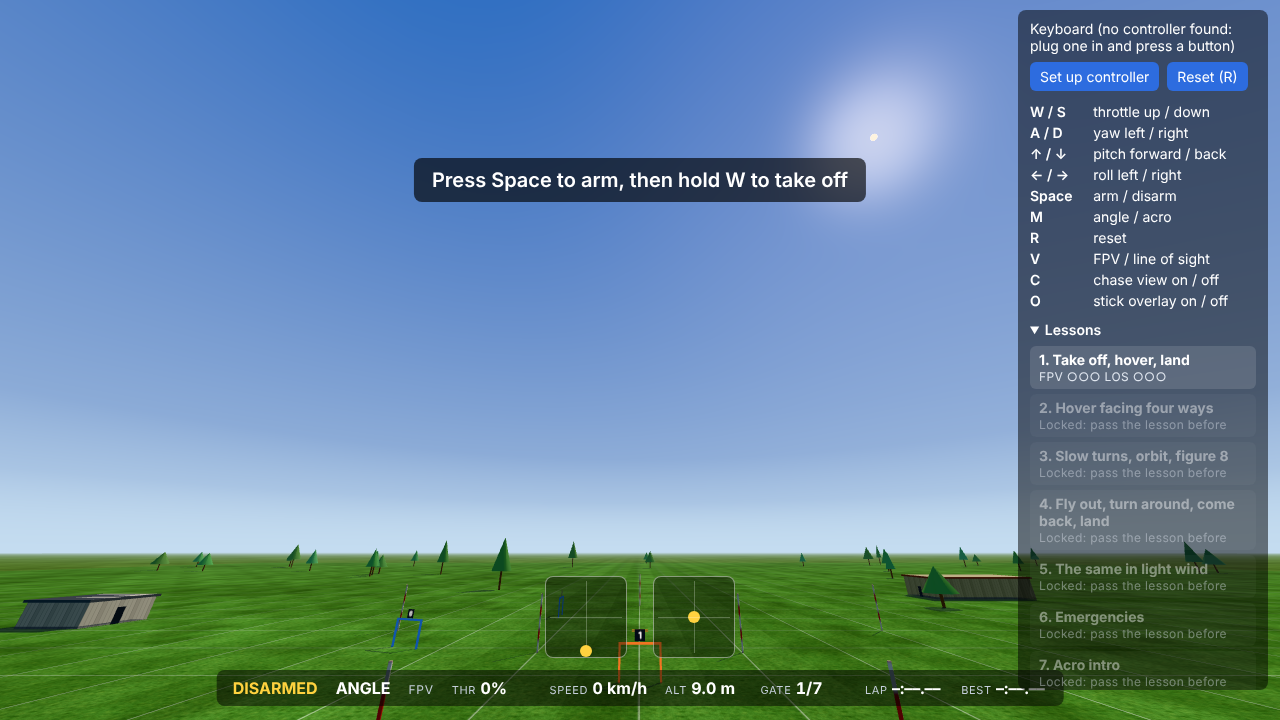 Keyboard (no controller found:
plug one in and press a button)
Set up controller Reset (R)
W / S throttle up / down
A / D yaw left / right
↑ / ↓ pitch forward / back
← / → roll left / right
Space arm / disarm
M angle / acro
R reset
V FPV / line of sight
C chase view on / off
O stick overlay on / off
▼ Lessons
1. Take off, hover, land
FPV ○○○ LOS ○○○
2. Hover facing four ways
Locked: pass the lesson before
3. Slow turns, orbit, figure 8
Locked: pass the lesson before
4. Fly out, turn around, come
back, land
Locked: pass the lesson before
5. The same in light wind
Locked: pass the lesson before
6. Emergencies
Locked: pass the lesson before
7. Acro intro
Locked: pass the lesson before
Press Space to arm, then hold W to take off
1
DISARMED ANGLE FPV THR 0% SPEED 0 km/h ALT 9.0 m GATE 1/7 LAP –:––.–– BEST –:––.––